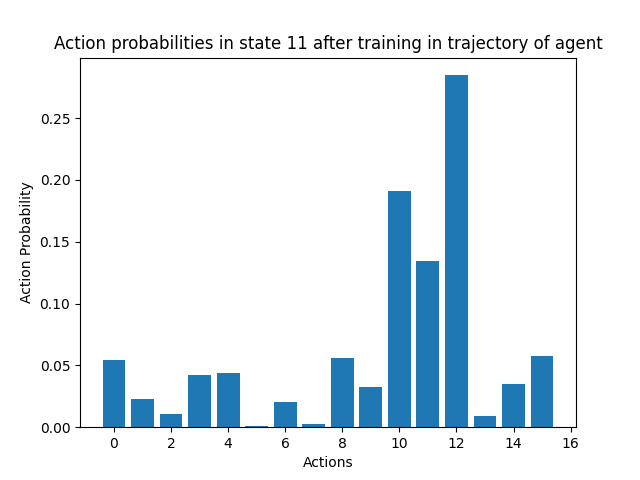 Action probabilities in state 11 after training in trajectory of agent
Action Probability
0.25
0.20
0.15
0.10
0.05
0.00
0 2 4 6 8 10 12 14 16
Actions